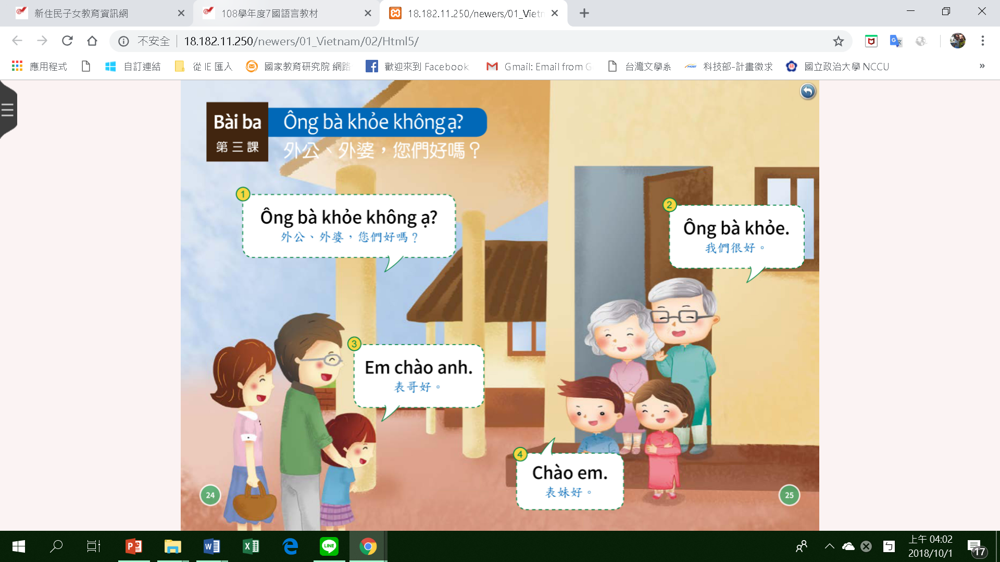 新住民子女教育資訊網
108學年度7國語言教材
18.182.11.250/newers/01_Vietn
不安全
18.182.11.250/newers/01_Vietnam/02/Html5/
應用程式
自訂連結
從 IE 匯入
國家教育研究院 網路
歡迎來到 Facebook
Gmail: Email from G
台灣文學系
科技部-計畫徵求
國立政治大學 NCCU
»
Bài ba
第三課
Ông bà khỏe không ạ?
外公、外婆，您們好嗎？
1
Ông bà khỏe không ạ?
外公、外婆，您們好嗎？
2
Ông bà khỏe.
我們很好。
3
Em chào anh.
表哥好。
4
Chào em.
表妹好。
24
25
LINE
上午 04:02
2018/10/1
17